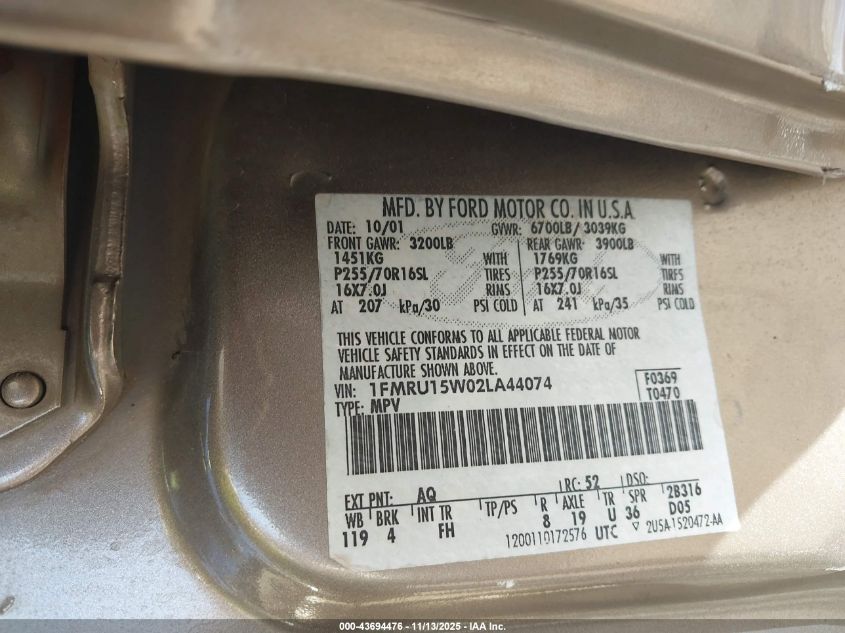 MFD. BY FORD MOTOR CO. IN U.S.A.
DATE: 10/01 GVWR: 6700LB/ 3039KG
FRONT GAWR: 3200LB REAR GAWR: 3900LB
1451KG WITH 1769KG WITH
P255/70R16SL TIRES P255/70R16SL TIRES
16X7.0J RIMS 16X7.0J RIMS
AT 207 kPa/30 PSI COLD AT 241 kPa/35 PSI COLD
THIS VEHICLE CONFORMS TO ALL APPLICABLE FEDERAL MOTOR
VEHICLE SAFETY STANDARDS IN EFFECT ON THE DATE OF
MANUFACTURE SHOWN ABOVE.
VIN: 1FMRU15W02LA44074 F0369
TYPE: MPV T0470
EXT PNT: AQ RC: 52 DSO:
WB BRK INT TR TP/PS R AXLE TR SPR 2B316
119 4 FH 8 19 U 36 D05
1200110172576 UTC 2U5A-1520472-AA
000-43694476 | 11/13/2025 - IAA Inc.